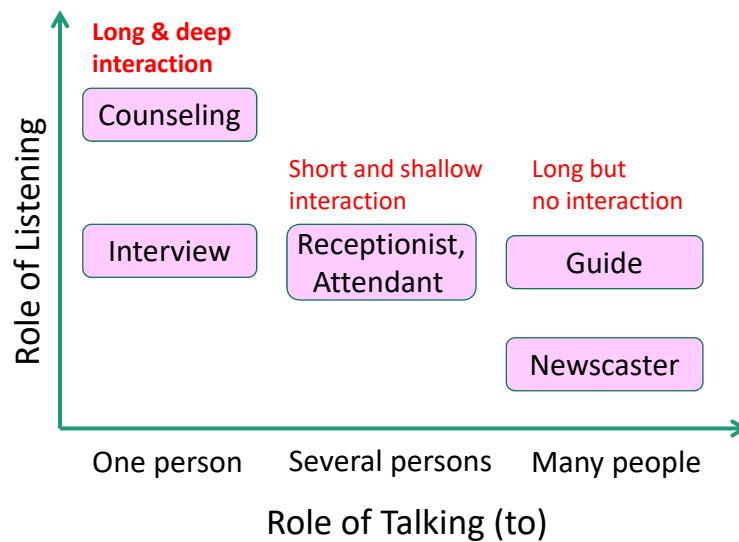 Long & deep
interaction
Counseling
Short and shallow
interaction
Long but
no interaction
Interview
Receptionist,
Attendant
Guide
Newscaster
Role of Listening
One person
Several persons
Many people
Role of Talking (to)